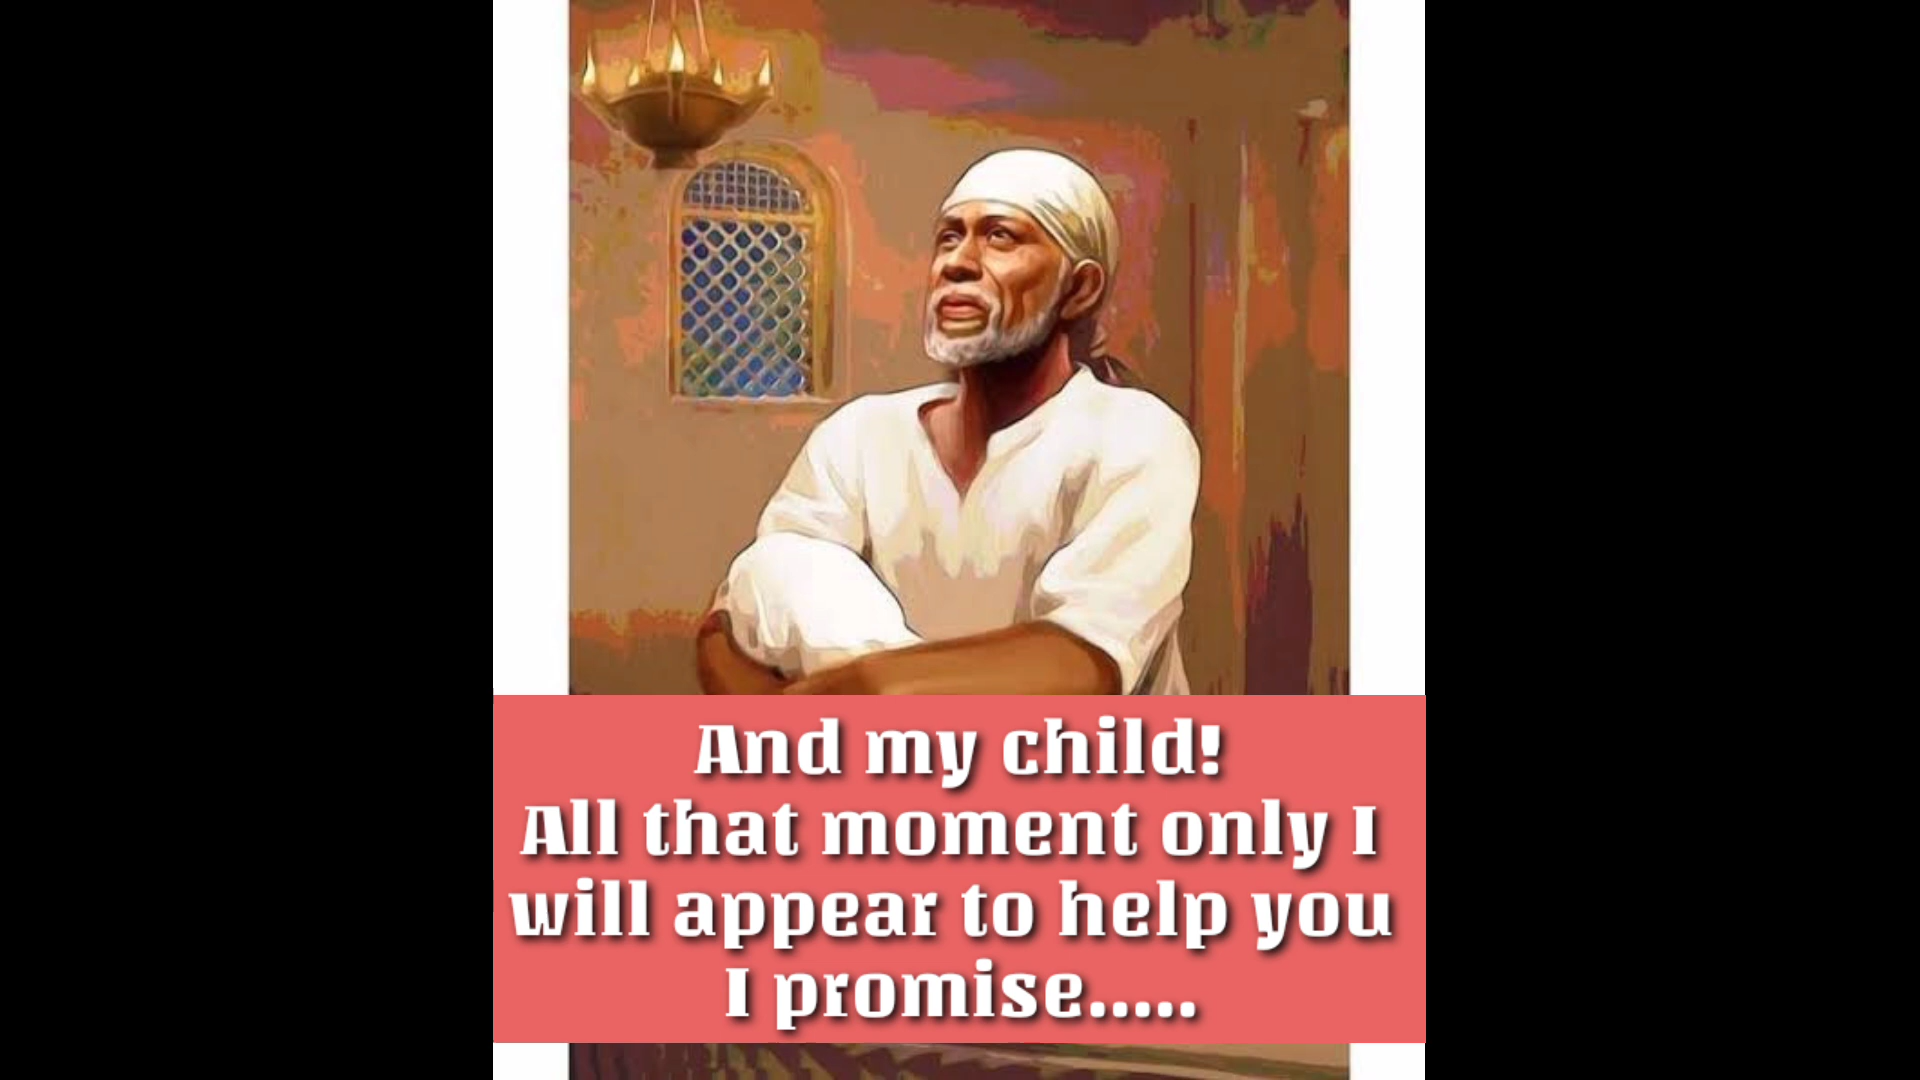 And my child!
All that moment only I
will appear to help you
I promise.....